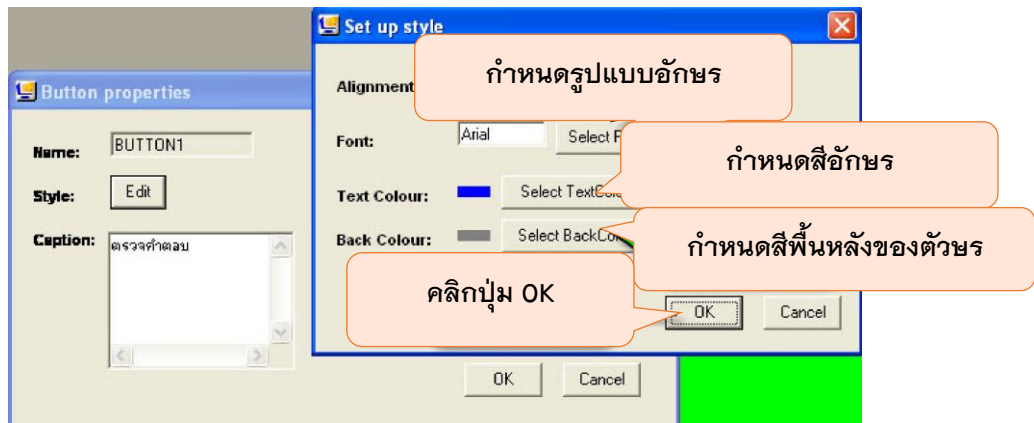 Set up style
Alignment
กำหนดรูปแบบอักษร
Button properties
Font:
Arial
Select
กำหนดสีอักษร
Name:
BUTTON1
Text Colour:
Select
Style:
Edit
Back Colour:
Select
กำหนดสีพื้นหลังของตัวษร
Caption:
ตรวจคำตอบ
คลิกปุ่ม OK
OK
Cancel
OK
Cancel